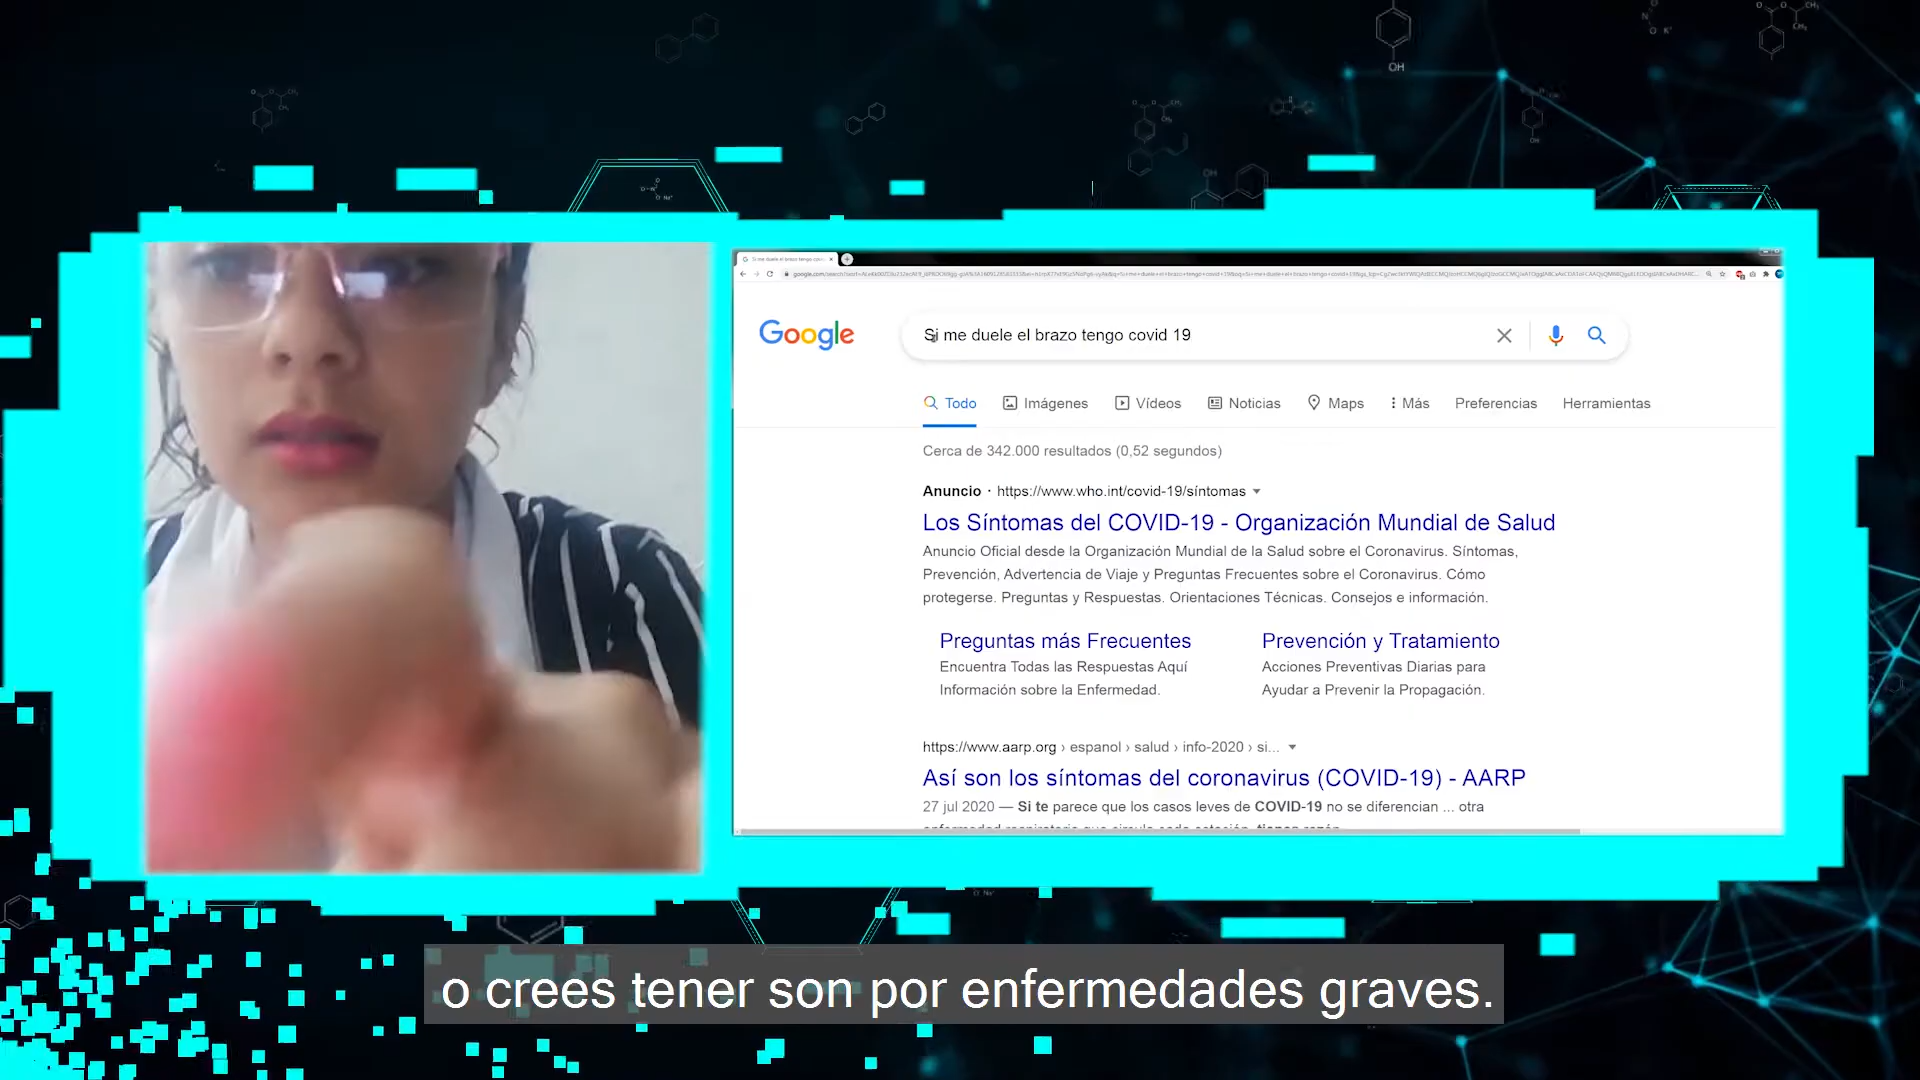 Si me duele el brazo tengo covid 19
Google
Todo
Imágenes
Vídeos
Noticias
Maps
Más
Preferencias
Herramientas
Cerca de 342.000 resultados (0,52 segundos)
Anuncio · https://www.who.int/covid-19/síntomas
Los Síntomas del COVID-19 - Organización Mundial de Salud
Anuncio Oficial desde la Organización Mundial de la Salud sobre el Coronavirus. Síntomas,
Prevención, Advertencia de Viaje y Preguntas Frecuentes sobre el Coronavirus. Cómo
protegerse. Preguntas y Respuestas. Orientaciones Técnicas. Consejos e información.
Preguntas más Frecuentes
Encuentra Todas las Respuestas Aquí
Información sobre la Enfermedad.
Prevención y Tratamiento
Acciones Preventivas Diarias para
Ayudar a Prevenir la Propagación.
https://www.aarp.org › espanol › salud › info-2020 › si...
Así son los síntomas del coronavirus (COVID-19) - AARP
27 jul 2020 — Si te parece que los casos leves de COVID-19 no se diferencian ... otra
o crees tener son por enfermedades graves.